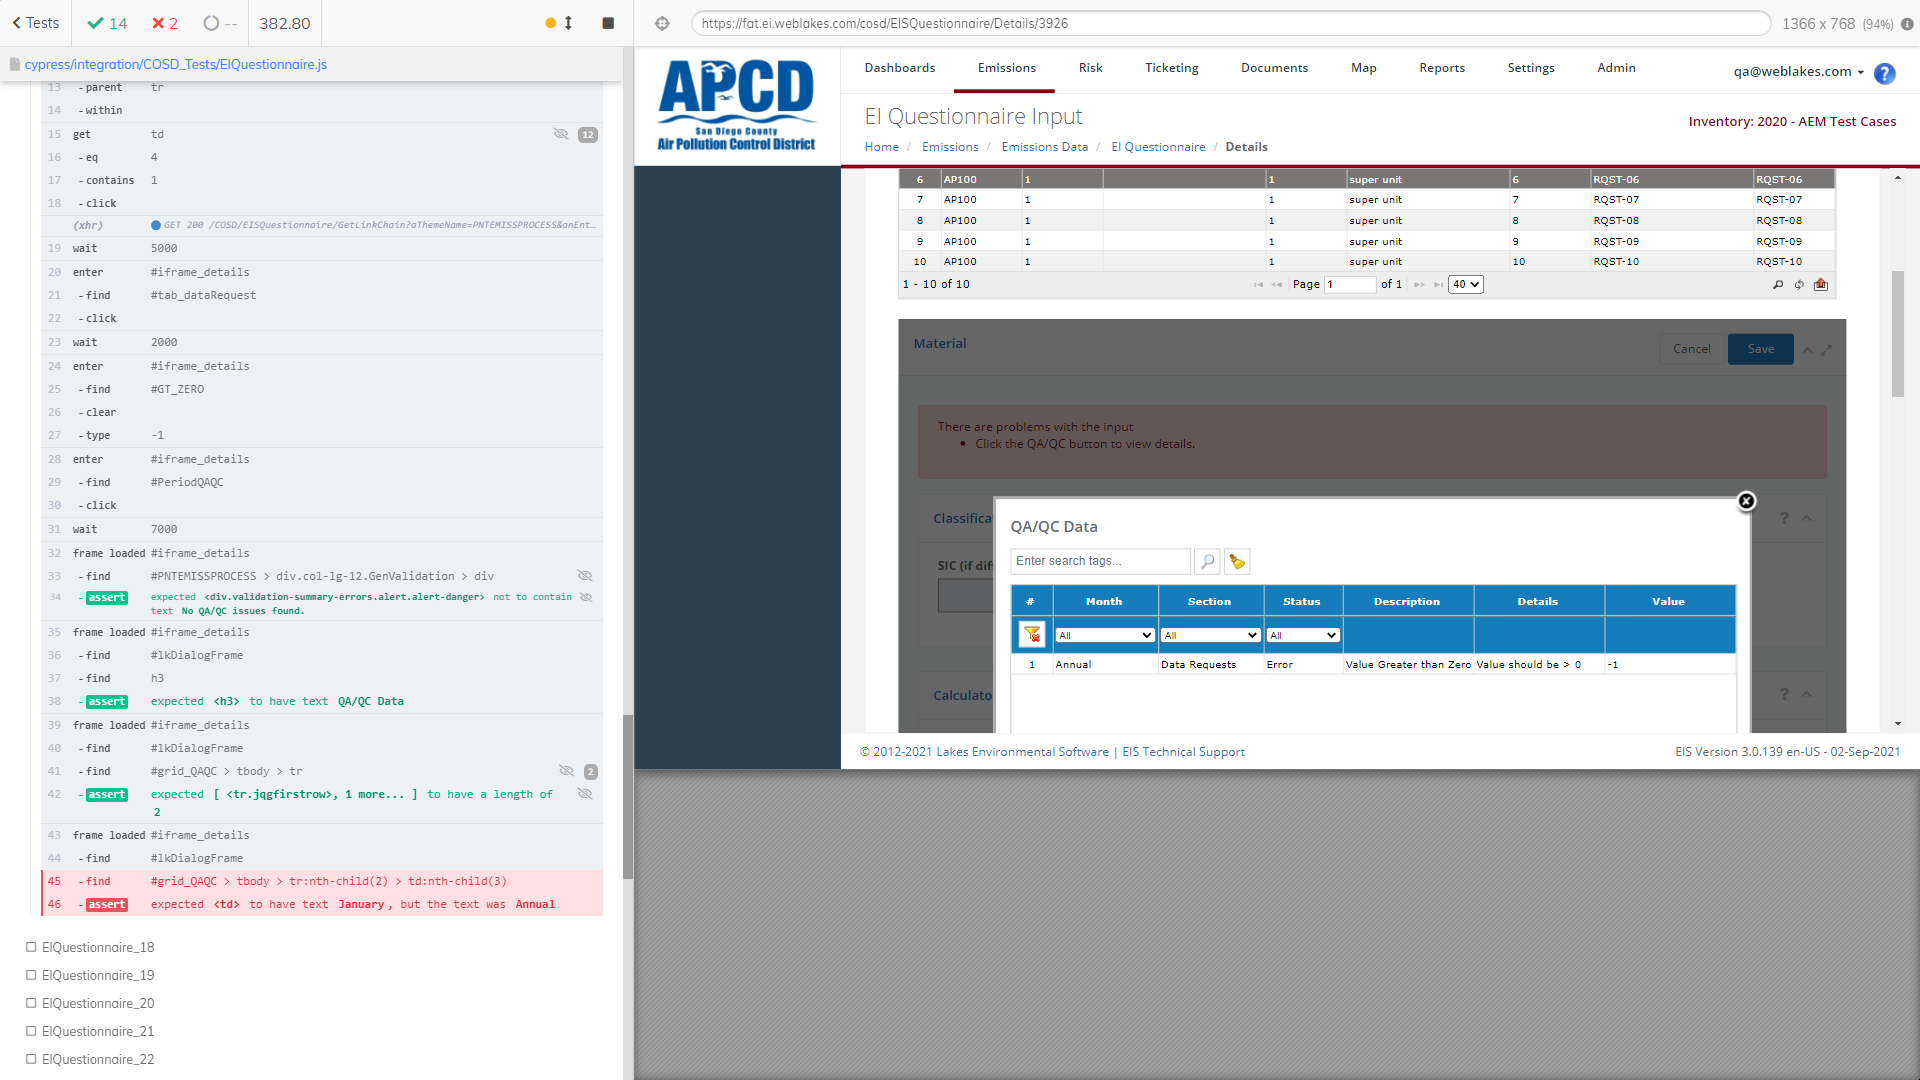 Tests
14
2
--
382.80
https://fat.ei.weblakes.com/cosd/EISQuestionnaire/Details/3926
1366 x 768 (94%)
cypress/integration/COSD_Tests/EIQuestionnaire.js
13 -parent tr
14 -within
15 get td 12
16 -eq 4
17 -contains 1
18 -click
(xhr) GET 200 /COSD/EISQuestionnaire/GetLinkChain?aThemeName=PNTEMISSPROCESS&anEnt...
19 wait 5000
20 enter #iframe_details
21 -find #tab_dataRequest
22 -click
23 wait 2000
24 enter #iframe_details
25 -find #GT_ZERO
26 -clear
27 -type -1
28 enter #iframe_details
29 -find #PeriodQAQC
30 -click
31 wait 7000
32 frame loaded #iframe_details
33 -find #PNTEMISSPROCESS > div.col-lg-12.GenValidation > div
34 -assert expected <div.validation-summary-errors.alert.alert-danger> not to contain
text No QA/QC issues found.
35 frame loaded #iframe_details
36 -find #lkDialogFrame
37 -find h3
38 -assert expected <h3> to have text QA/QC Data
39 frame loaded #iframe_details
40 -find #lkDialogFrame
41 -find #grid_QAQC > tbody > tr 2
42 -assert expected [ <tr.jqgfirstrow>, 1 more... ] to have a length of
2
43 frame loaded #iframe_details
44 -find #lkDialogFrame
45 -find #grid_QAQC > tbody > tr:nth-child(2) > td:nth-child(3)
46 -assert expected <td> to have text January, but the text was Annual
EIQuestionnaire_18
EIQuestionnaire_19
EIQuestionnaire_20
EIQuestionnaire_21
EIQuestionnaire_22
APCD
San Diego County
Air Pollution Control District
Dashboards Emissions Risk Ticketing Documents Map Reports Settings Admin
qa@weblakes.com ?
EI Questionnaire Input
Inventory: 2020 - AEM Test Cases
Home / Emissions / Emissions Data / EI Questionnaire / Details
6 AP100 1 1 super unit 6 RQST-06 RQST-06
7 AP100 1 1 super unit 7 RQST-07 RQST-07
8 AP100 1 1 super unit 8 RQST-08 RQST-08
9 AP100 1 1 super unit 9 RQST-09 RQST-09
10 AP100 1 1 super unit 10 RQST-10 RQST-10
1 - 10 of 10 Page 1 of 1 40
Material Cancel Save
There are problems with the input
• Click the QA/QC button to view details.
Classifica ?
SIC (if dif
Calculato ?
QA/QC Data
Enter search tags...
# Month Section Status Description Details Value
All All All
1 Annual Data Requests Error Value Greater than Zero Value should be > 0 -1
© 2012-2021 Lakes Environmental Software | EIS Technical Support
EIS Version 3.0.139 en-US - 02-Sep-2021